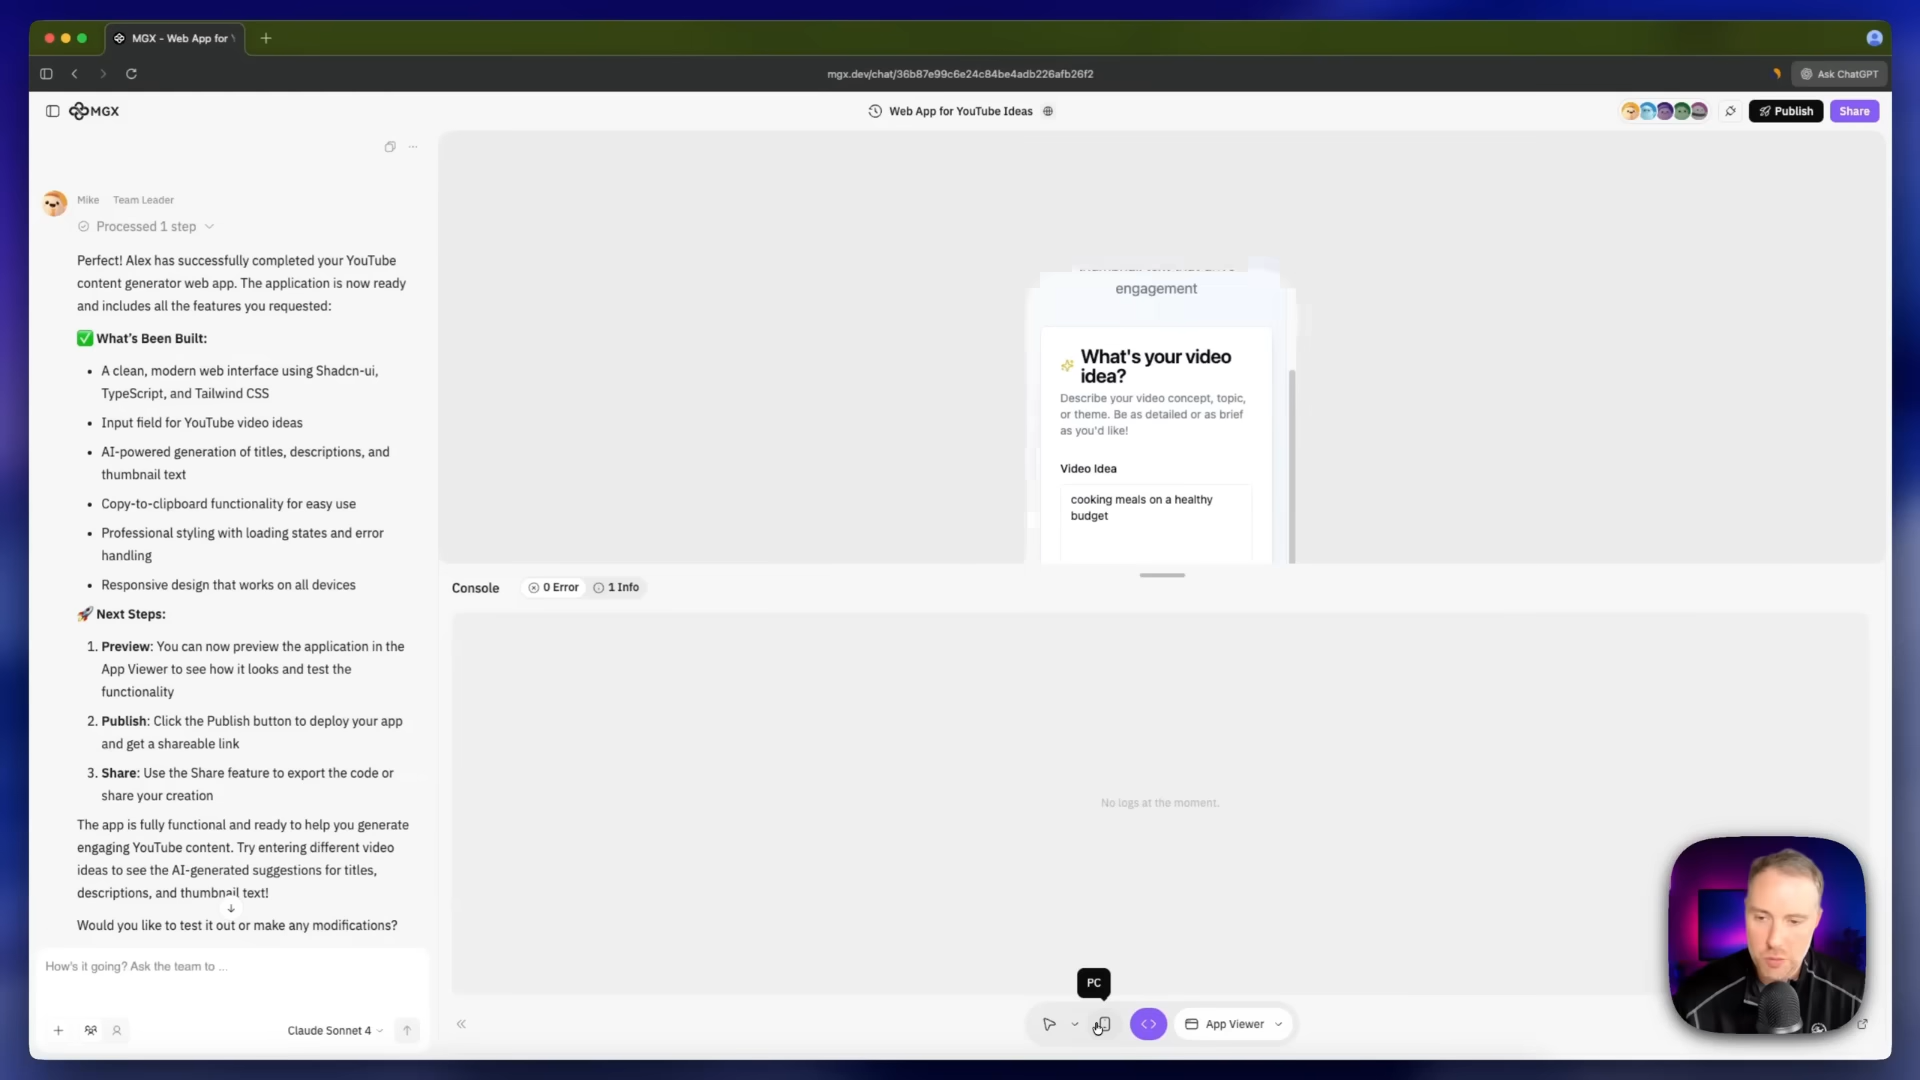 MGX - Web App for
mgx.dev/chat/36b87e99c6e24c84be4adb226afb26f2
Ask ChatGPT
MGX
Web App for YouTube Ideas
Publish
Share
Mike Team Leader
Processed 1 step
Perfect! Alex has successfully completed your YouTube
content generator web app. The application is now ready
and includes all the features you requested:
✅ What's Been Built:
• A clean, modern web interface using Shadcn-ui,
TypeScript, and Tailwind CSS
• Input field for YouTube video ideas
• AI-powered generation of titles, descriptions, and
thumbnail text
• Copy-to-clipboard functionality for easy use
• Professional styling with loading states and error
handling
• Responsive design that works on all devices
🚀 Next Steps:
1. Preview: You can now preview the application in the
App Viewer to see how it looks and test the
functionality
2. Publish: Click the Publish button to deploy your app
and get a shareable link
3. Share: Use the Share feature to export the code or
share your creation
The app is fully functional and ready to help you generate
engaging YouTube content. Try entering different video
ideas to see the AI-generated suggestions for titles,
descriptions, and thumbnail text!
Would you like to test it out or make any modifications?
How's it going? Ask the team to ...
Claude Sonnet 4
engagement
What's your video
idea?
Describe your video concept, topic,
or theme. Be as detailed or as brief
as you'd like!
Video Idea
cooking meals on a healthy
budget
Console
0 Error
1 Info
No logs at the moment.
PC
App Viewer